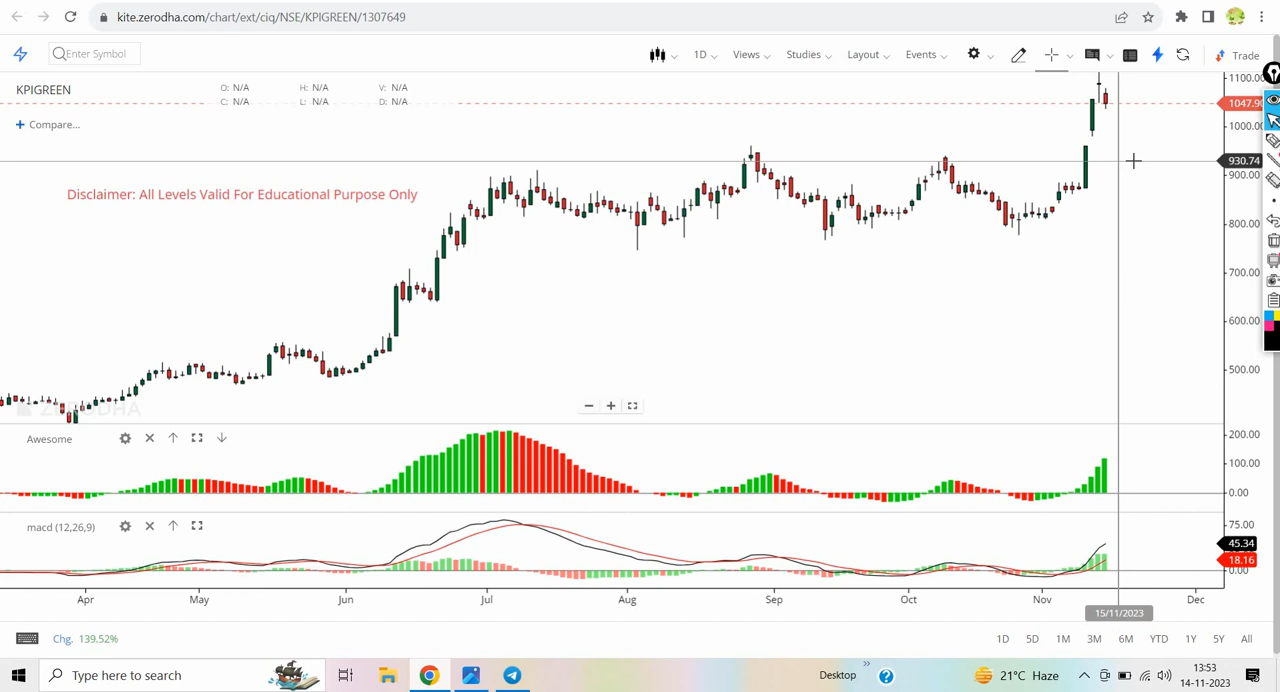 kite.zerodha.com/chart/ext/ciq/NSE/KPIGREEN/1307649
Enter Symbol
1D Views Studies Layout Events Trade
KPIGREEN O: N/A H: N/A V: N/A
C: N/A L: N/A D: N/A
+ Compare...
Disclaimer: All Levels Valid For Educational Purpose Only
1100.00
1047.90
1000.00
930.74
900.00
800.00
700.00
600.00
500.00
ZERODHA
Awesome
200.00
100.00
0.00
macd (12,26,9)
75.00
45.34
18.16
0.00
Apr May Jun Jul Aug Sep Oct Nov Dec
15/11/2023
Chg. 139.52% 1D 5D 1M 3M 6M YTD 1Y 5Y All
Type here to search Desktop 21°C Haze 13:53
14-11-2023